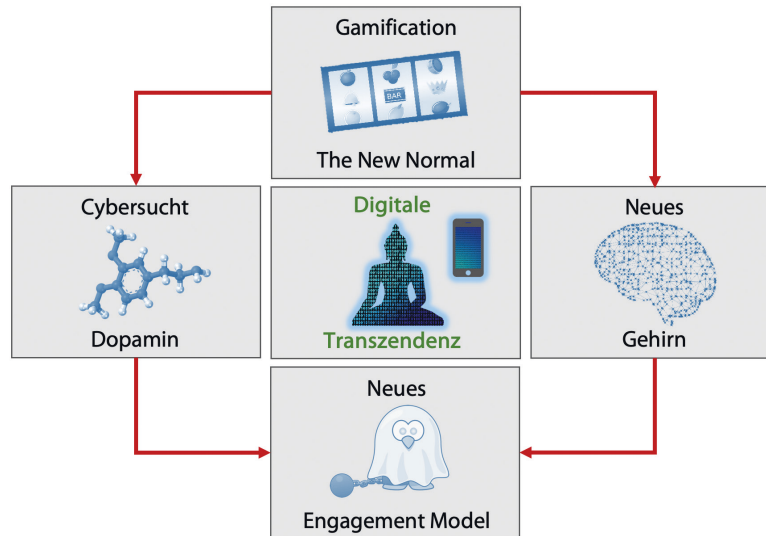 Gamification
BAR
The New Normal
Cybersucht
Dopamin
Digitale
Transzendenz
Neues
Gehirn
Neues
Engagement Model